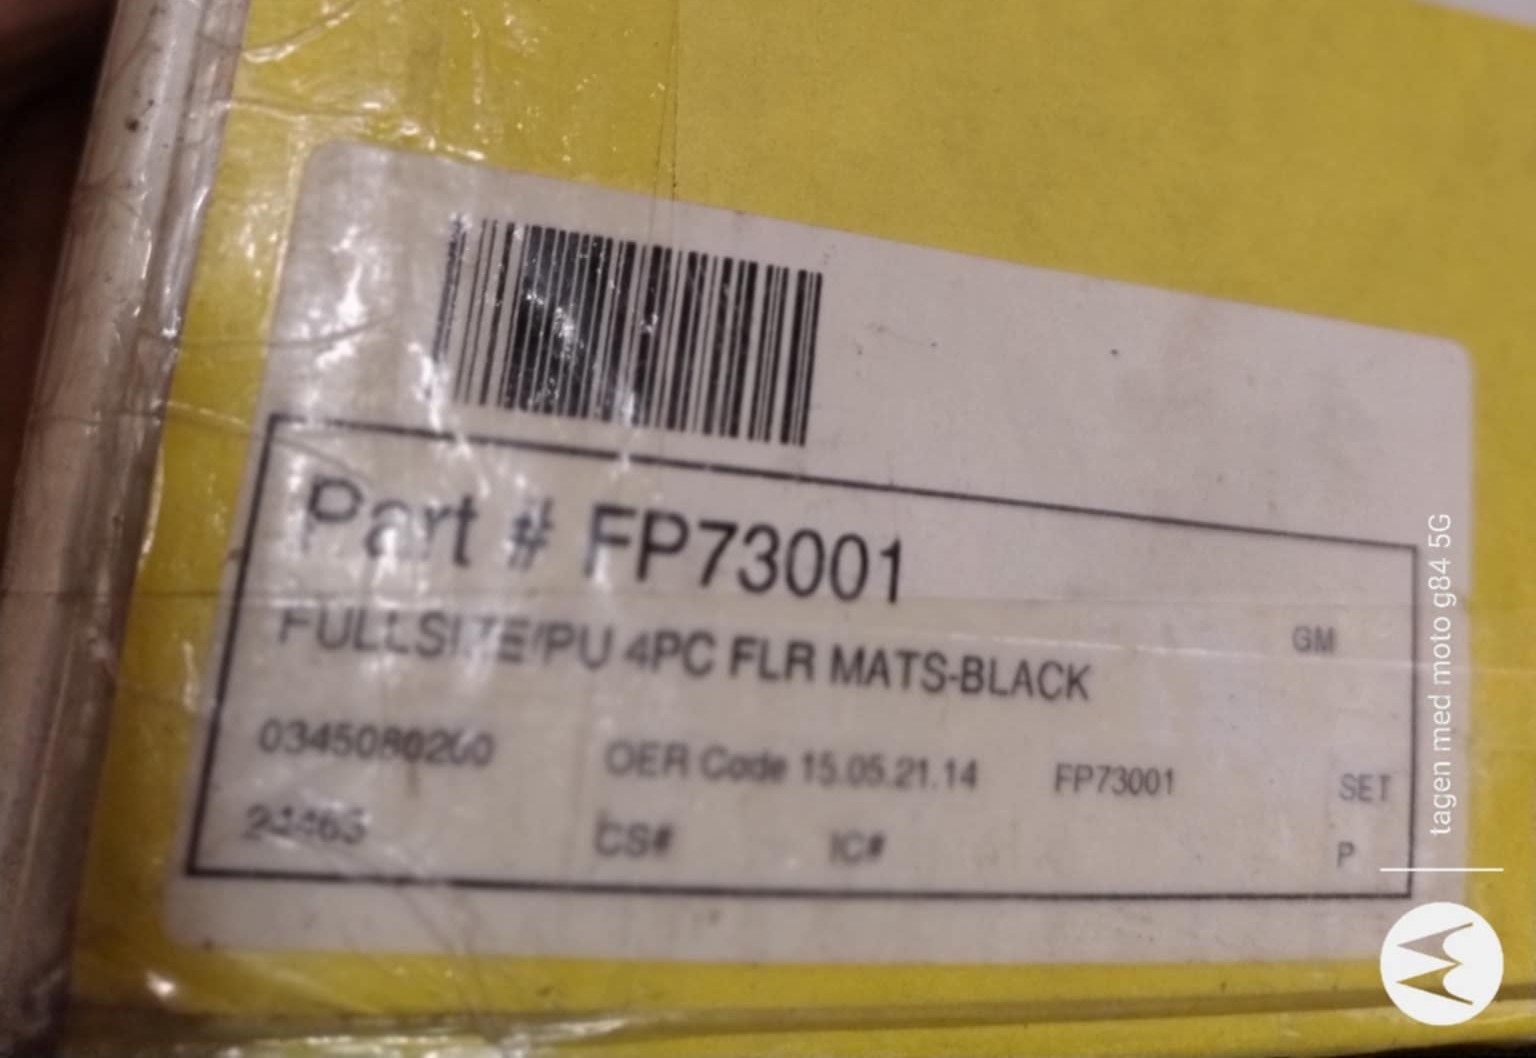 Part # FP73001
FULLSIZE/PU 4PC FLR MATS-BLACK
GM
OER Code 15.05.21.14
FP73001
SET
CS#
IC#
P
tagen med moto g84 5G